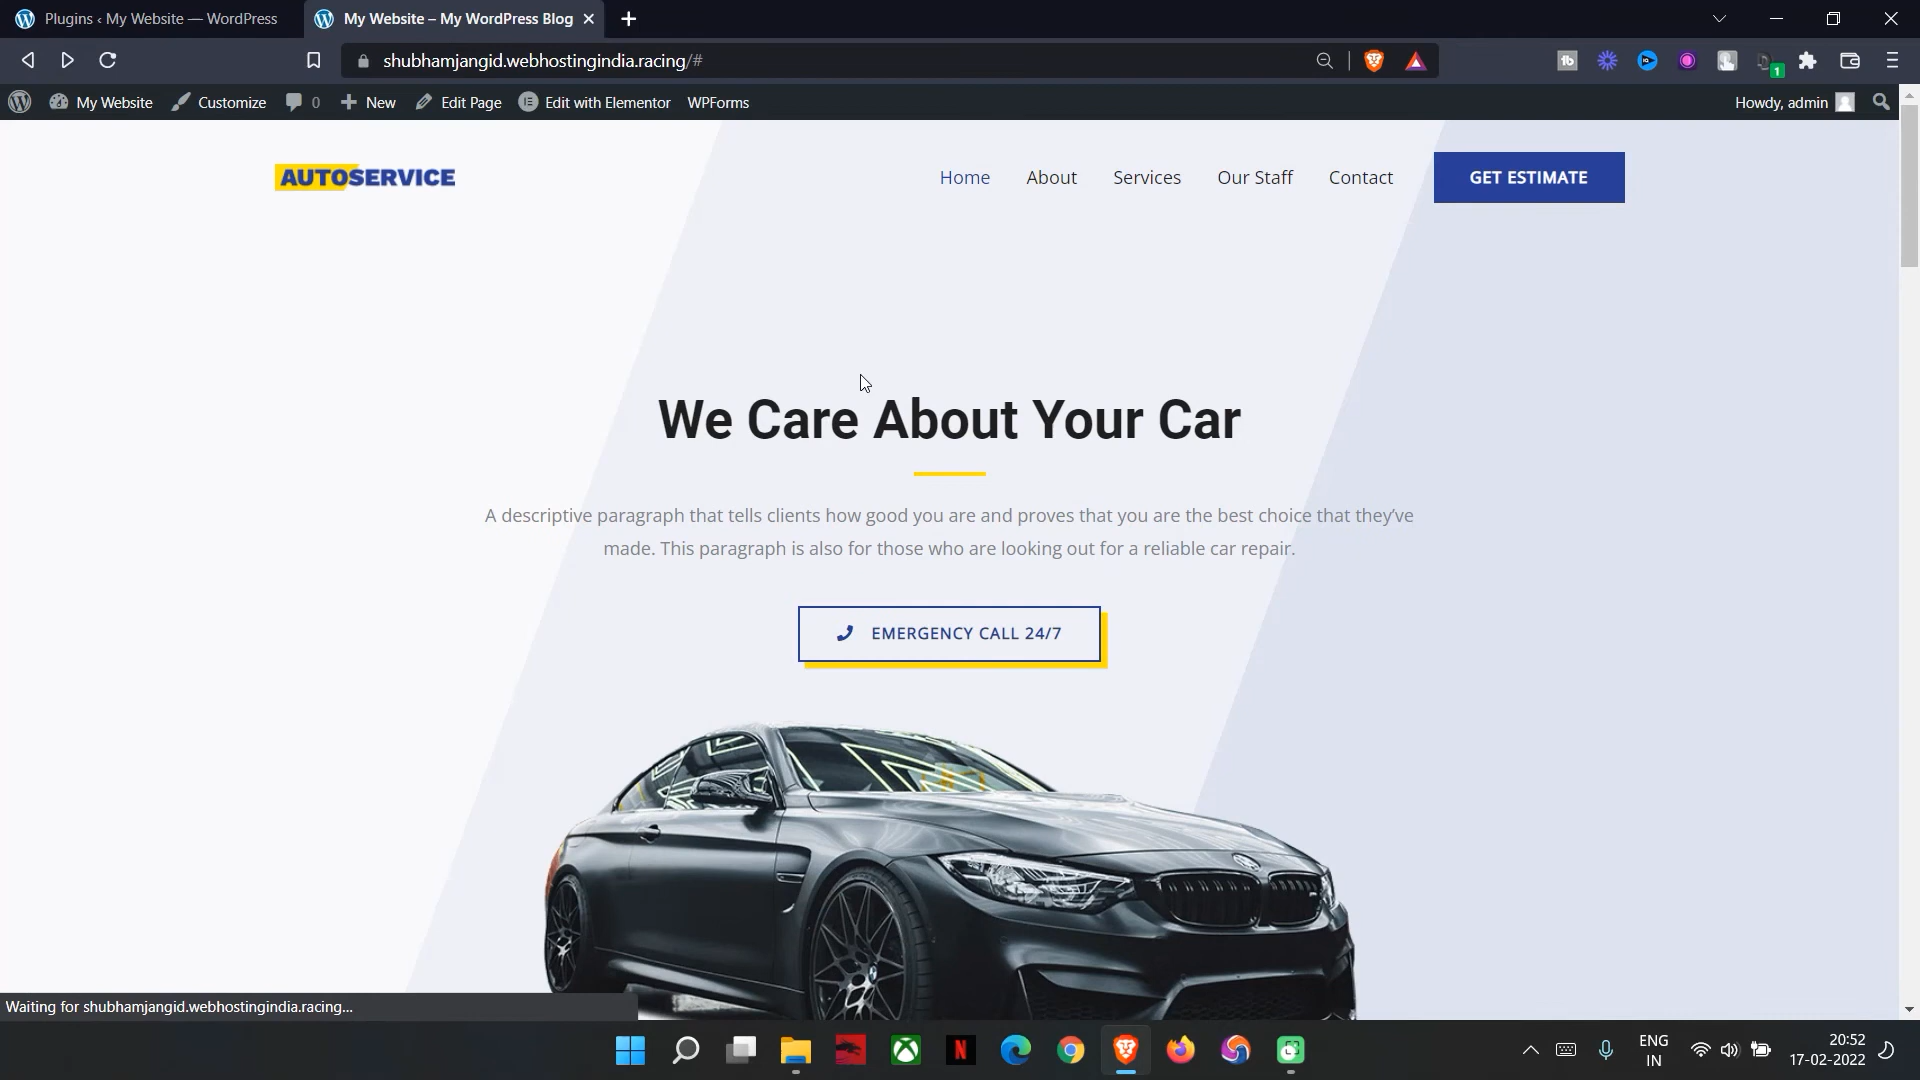 Plugins ‹ My Website — WordPress
My Website – My WordPress Blog
shubhamjangid.webhostingindia.racing/#
1
My Website
Customize
0
New
Edit Page
Edit with Elementor
WPForms
Howdy, admin
AUTOSERVICE
Home
About
Services
Our Staff
Contact
GET ESTIMATE
We Care About Your Car
A descriptive paragraph that tells clients how good you are and proves that you are the best choice that they’ve
made. This paragraph is also for those who are looking out for a reliable car repair.
EMERGENCY CALL 24/7
Waiting for shubhamjangid.webhostingindia.racing...
ENG
IN
20:52
17-02-2022